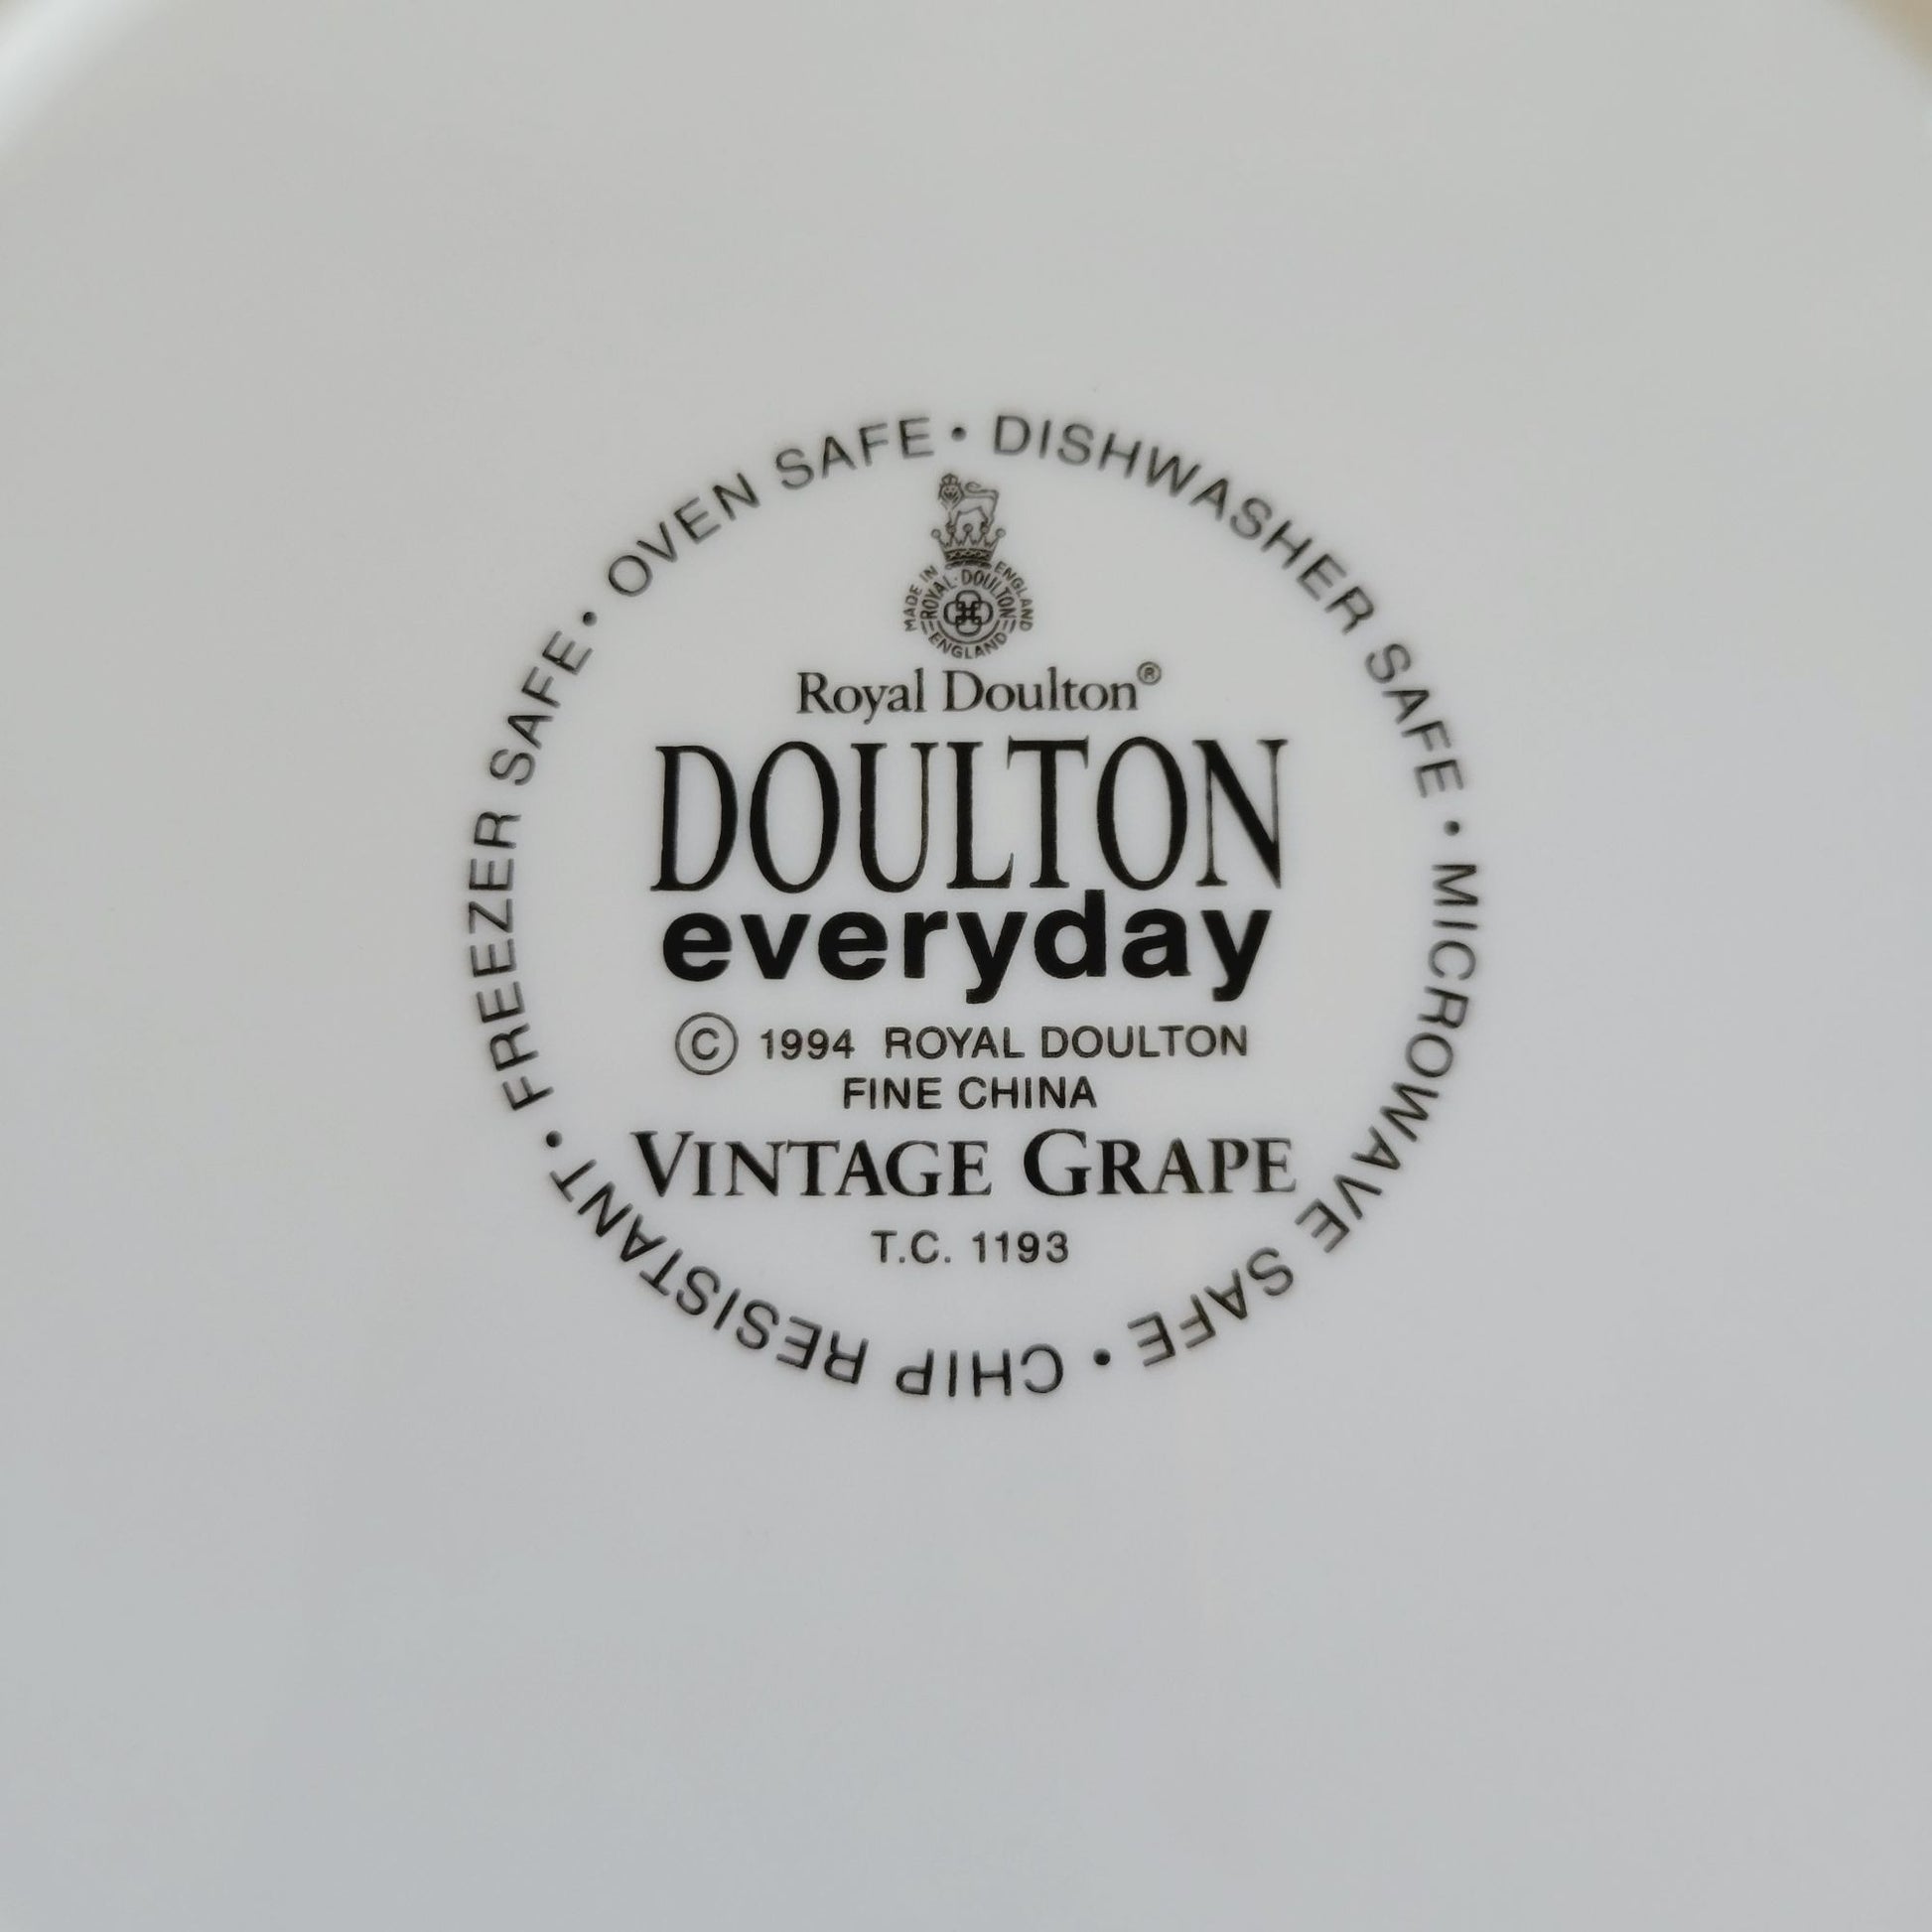 OVEN SAFE • DISHWASHER SAFE • MICROWAVE SAFE • CHIP RESISTANT • FREEZER SAFE •
MADE IN ENGLAND
ROYAL · DOULTON
ENGLAND
Royal Doulton®
DOULTON
everyday
© 1994 ROYAL DOULTON
FINE CHINA
VINTAGE GRAPE
T.C. 1193